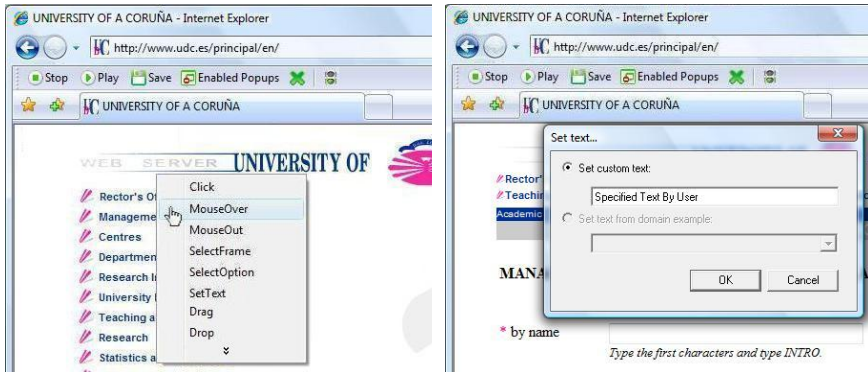 UNIVERSITY OF A CORUÑA - Internet Explorer
http://www.udc.es/principal/en/
Stop Play Save Enabled Popups
UNIVERSITY OF A CORUÑA
WEB SERVER UNIVERSITY OF
Rector's Of
Manageme
Centres
Departmen
Research I
University
Teaching a
Research
Statistics a
Click
MouseOver
MouseOut
SelectFrame
SelectOption
SetText
Drag
Drop
UNIVERSITY OF A CORUÑA - Internet Explorer
http://www.udc.es/principal/en/
Stop Play Save Enabled Popups
UNIVERSITY OF A CORUÑA
Rector'
Teachin
Academic
Set text...
Set custom text:
Specified Text By User
Set text from domain example:
OK Cancel
MANA
* by name
Type the first characters and type INTRO.